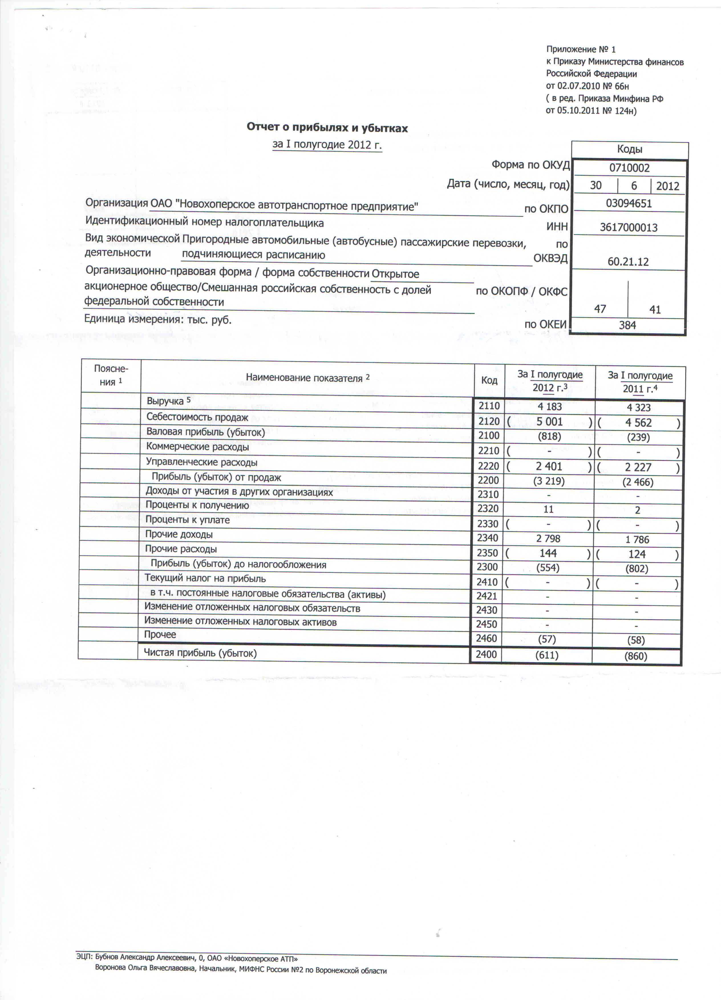 Приложение № 1
к Приказу Министерства финансов
Российской Федерации
от 02.07.2010 № 66н
( в ред. Приказа Минфина РФ
от 05.10.2011 № 124н)
Отчет о прибылях и убытках
за I полугодие 2012 г.
Коды
Форма по ОКУД 0710002
Дата (число, месяц, год) 30 6 2012
Организация ОАО "Новохоперское автотранспортное предприятие" по ОКПО 03094651
Идентификационный номер налогоплательщика ИНН 3617000013
Вид экономической Пригородные автомобильные (автобусные) пассажирские перевозки, по
деятельности подчиняющиеся расписанию ОКВЭД 60.21.12
Организационно-правовая форма / форма собственности Открытое
акционерное общество/Смешанная российская собственность с долей по ОКОПФ / ОКФС
федеральной собственности 47 41
Единица измерения: тыс. руб. по ОКЕИ 384
Поясне-
ния 1 Наименование показателя 2 Код За I полугодие 2012 г.3 За I полугодие 2011 г.4
Выручка 5 2110 4 183 4 323
Себестоимость продаж 2120 ( 5 001 ) ( 4 562 )
Валовая прибыль (убыток) 2100 (818) (239)
Коммерческие расходы 2210 ( - ) ( - )
Управленческие расходы 2220 ( 2 401 ) ( 2 227 )
Прибыль (убыток) от продаж 2200 (3 219) (2 466)
Доходы от участия в других организациях 2310 - -
Проценты к получению 2320 11 2
Проценты к уплате 2330 ( - ) ( - )
Прочие доходы 2340 2 798 1 786
Прочие расходы 2350 ( 144 ) ( 124 )
Прибыль (убыток) до налогообложения 2300 (554) (802)
Текущий налог на прибыль 2410 ( - ) ( - )
в т.ч. постоянные налоговые обязательства (активы) 2421 - -
Изменение отложенных налоговых обязательств 2430 - -
Изменение отложенных налоговых активов 2450 - -
Прочее 2460 (57) (58)
Чистая прибыль (убыток) 2400 (611) (860)
ЭЦП: Бубнов Александр Алексеевич, 0, ОАО «Новохоперское АТП»
Воронова Ольга Вячеславовна, Начальник, МИФНС России №2 по Воронежской области